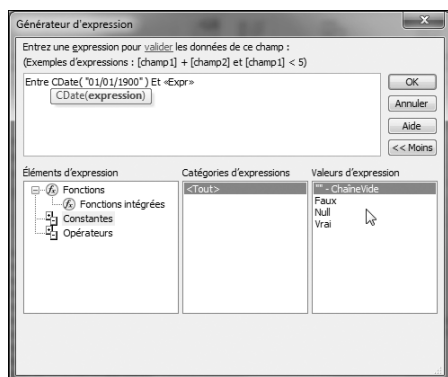 Générateur d'expression
Entrez une expression pour valider les données de ce champ :
(Exemples d'expressions : [champ1] + [champ2] et [champ1] < 5)
Entre CDate( "01/01/1900" ) Et «Expr»
CDate(expression)
OK
Annuler
Aide
<< Moins
Éléments d'expression
Fonctions
Fonctions intégrées
Constantes
Opérateurs
Catégories d'expressions
<Tout>
Valeurs d'expression
"" - ChaîneVide
Faux
Null
Vrai